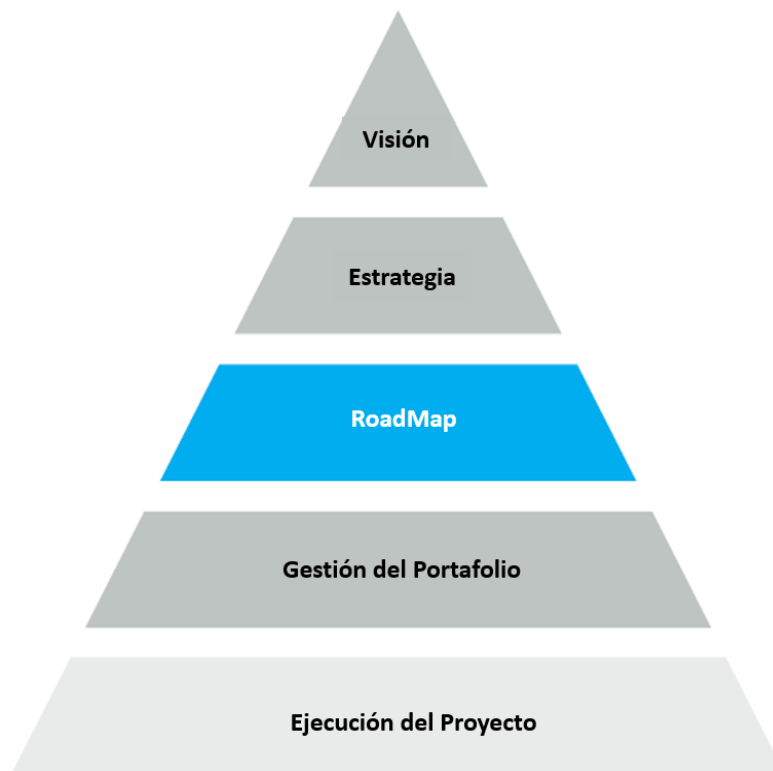 Visión
Estrategia
RoadMap
Gestión del Portafolio
Ejecución del Proyecto